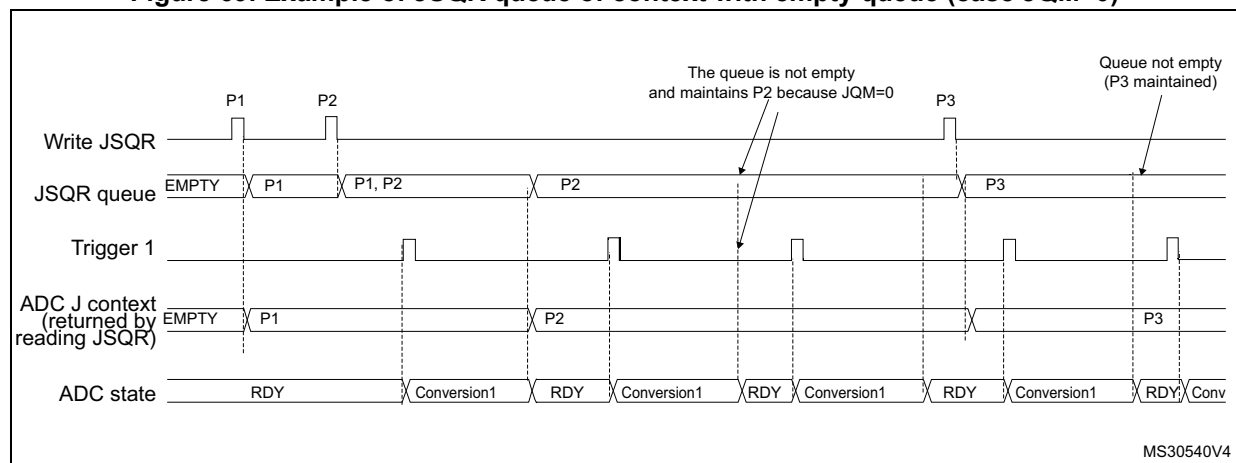 The queue is not empty
and maintains P2 because JQM=0
Queue not empty
(P3 maintained)
P1 P2 P3
Write JSQR
JSQR queue EMPTY P1 P1, P2 P2 P3
Trigger 1
ADC J context
(returned by
reading JSQR)
EMPTY P1 P2 P3
ADC state RDY Conversion1 RDY Conversion1 RDY Conversion1 RDY Conversion1 RDY Conv
MS30540V4